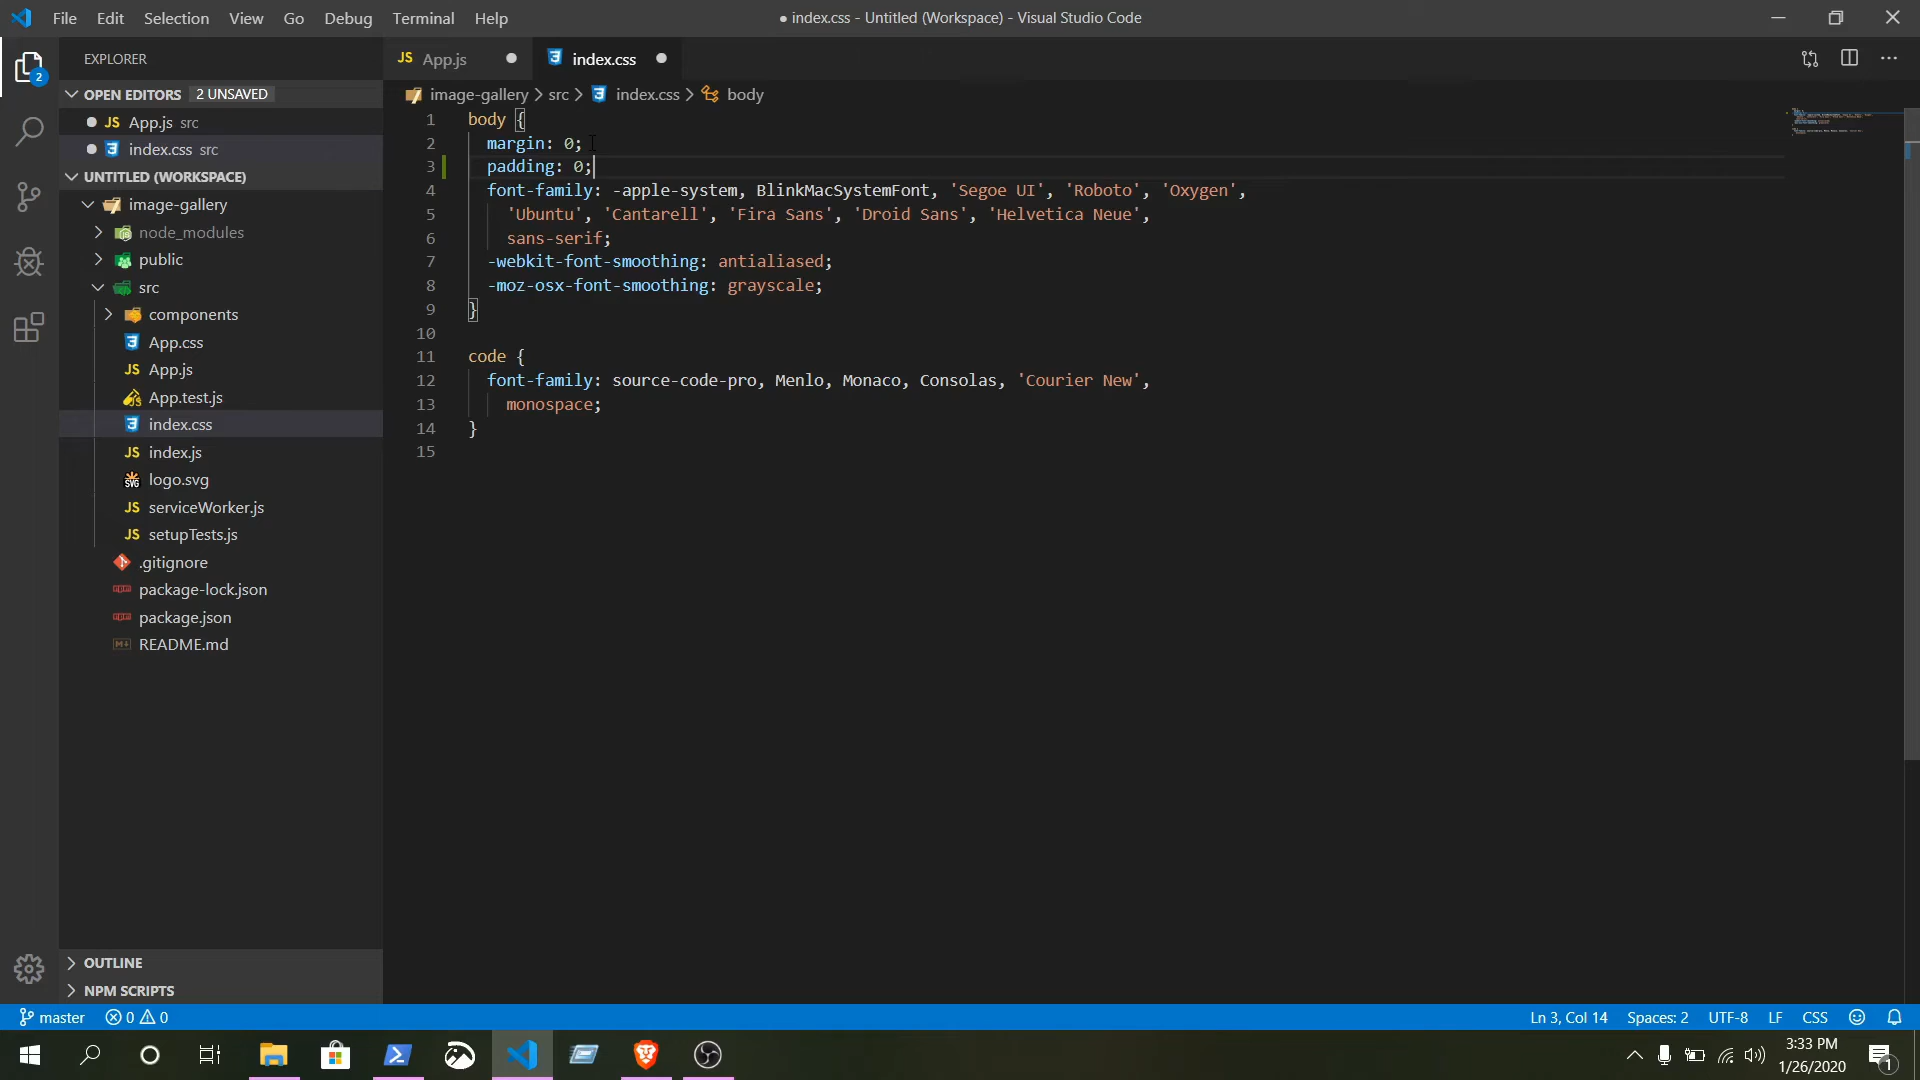 File Edit Selection View Go Debug Terminal Help
● index.css - Untitled (Workspace) - Visual Studio Code
EXPLORER
JS App.js
index.css
OPEN EDITORS 2 UNSAVED
image-gallery > src > index.css > body
JS App.js src
index.css src
UNTITLED (WORKSPACE)
image-gallery
node_modules
public
src
components
App.css
JS App.js
App.test.js
index.css
JS index.js
SVG logo.svg
JS serviceWorker.js
JS setupTests.js
.gitignore
package-lock.json
package.json
README.md
OUTLINE
NPM SCRIPTS
1 body {
2 margin: 0;
3 padding: 0;
4 font-family: -apple-system, BlinkMacSystemFont, 'Segoe UI', 'Roboto', 'Oxygen',
5 'Ubuntu', 'Cantarell', 'Fira Sans', 'Droid Sans', 'Helvetica Neue',
6 sans-serif;
7 -webkit-font-smoothing: antialiased;
8 -moz-osx-font-smoothing: grayscale;
9 }
10
11 code {
12 font-family: source-code-pro, Menlo, Monaco, Consolas, 'Courier New',
13 monospace;
14 }
15
2
master 0 0
Ln 3, Col 14 Spaces: 2 UTF-8 LF CSS
3:33 PM
1/26/2020
1